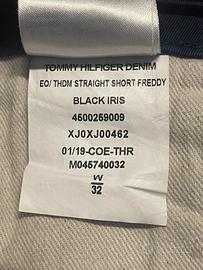 TOMMY HILFIGER DENIM
EO/ THDM STRAIGHT SHORT FREDDY
BLACK IRIS
4500259009
XJ0XJ00462
01/19-COE-THR
M045740032
W
32